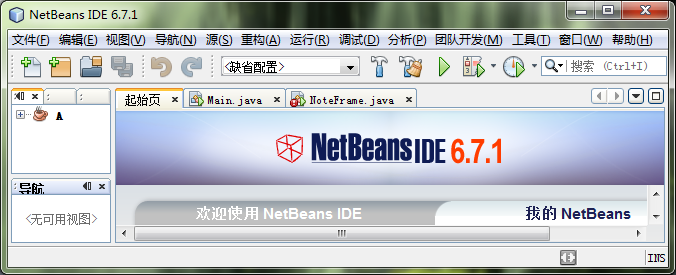 NetBeans IDE 6.7.1
文件(F) 编辑(E) 视图(V) 导航(N) 源(S) 重构(A) 运行(R) 调试(D) 分析(P) 团队开发(M) 工具(T) 窗口(W) 帮助(H)
<缺省配置> 搜索 (Ctrl+I)
起始页 Main.java NoteFrame.java
A
NetBeans IDE 6.7.1
导航
<无可用视图>
欢迎使用 NetBeans IDE 我的 NetBeans
INS